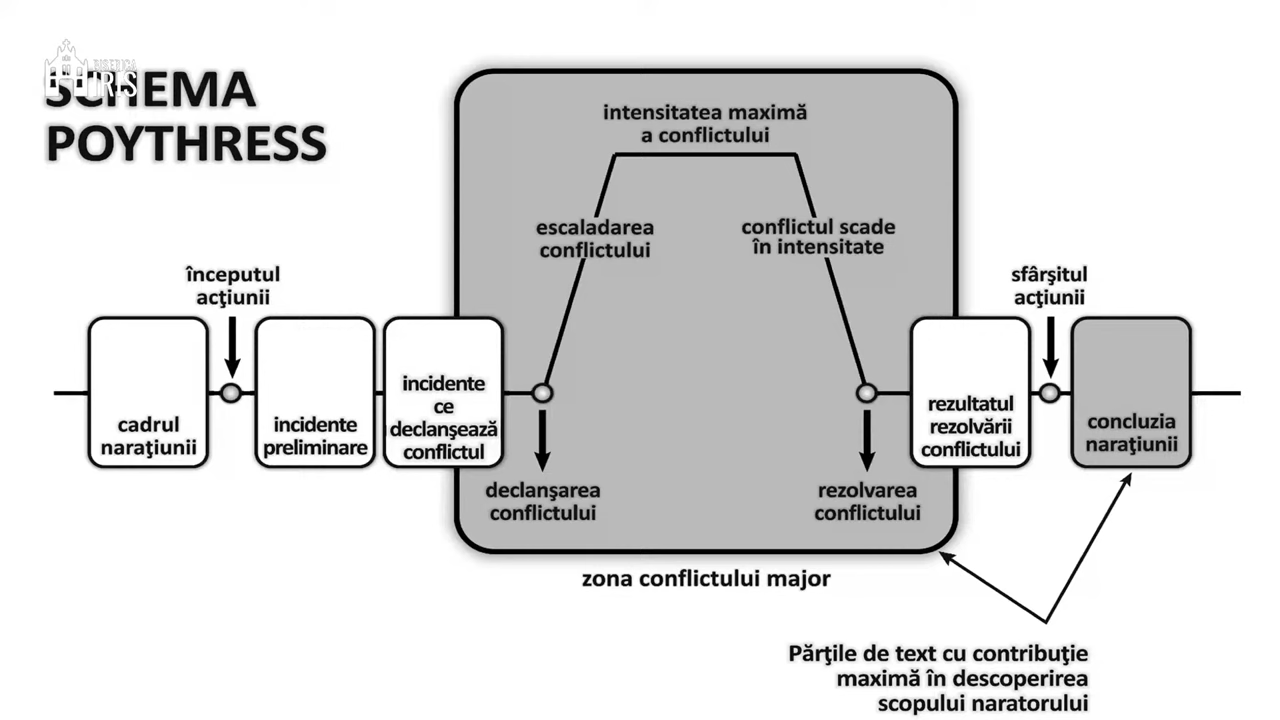 BISERICA
IRIS
SCHEMA
POYTHRESS
intensitatea maximă
a conflictului
escaladarea
conflictului
conflictul scade
în intensitate
începutul
acţiunii
sfârşitul
acţiunii
cadrul
naraţiunii
incidente
preliminare
incidente
ce
declanşează
conflictul
rezultatul
rezolvării
conflictului
concluzia
naraţiunii
declanşarea
conflictului
rezolvarea
conflictului
zona conflictului major
Părţile de text cu contribuţie
maximă în descoperirea
scopului naratorului